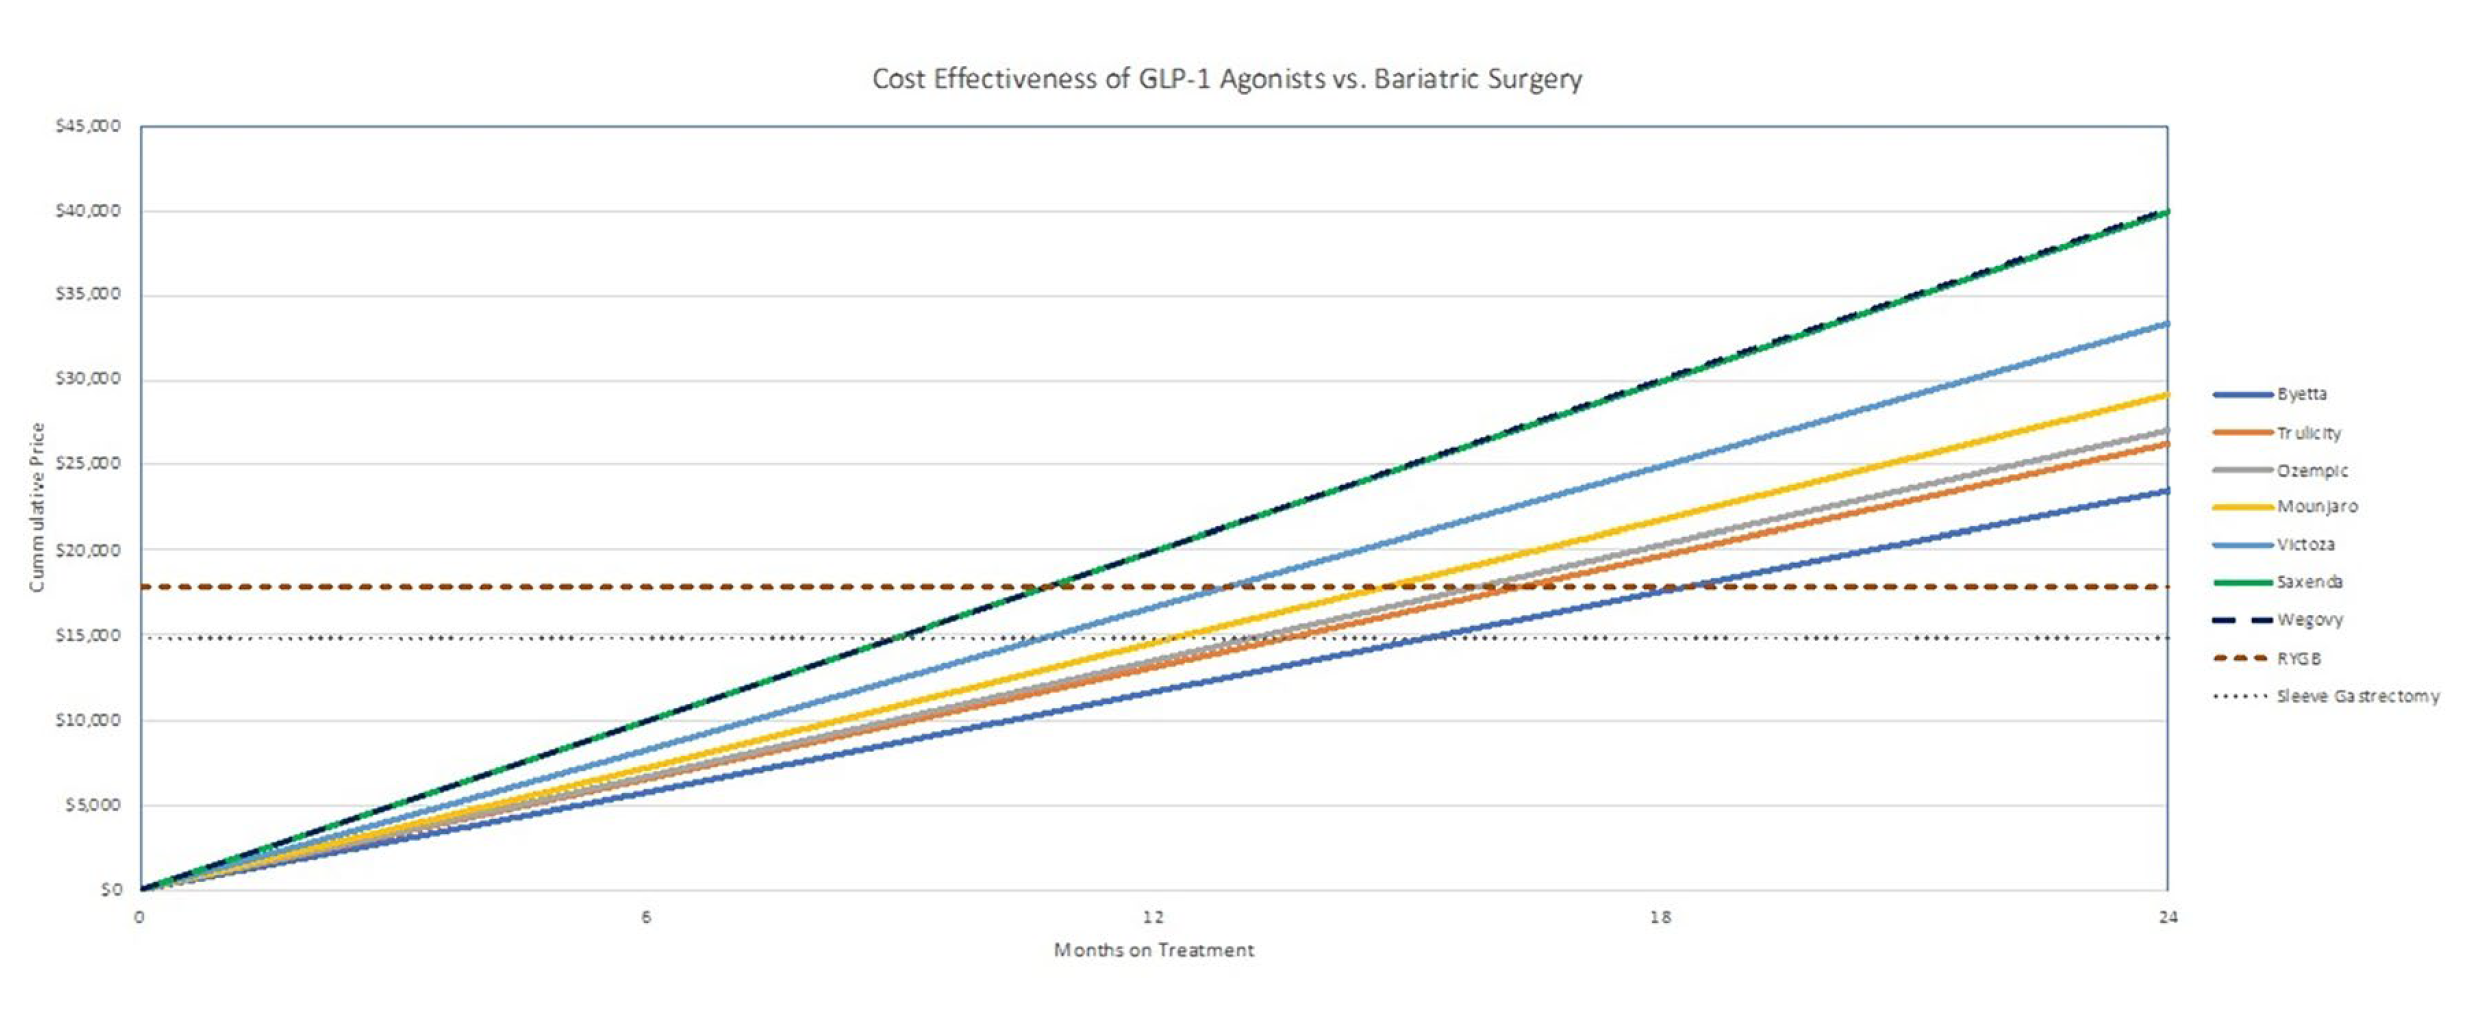 Cost Effectiveness of GLP-1 Agonists vs. Bariatric Surgery
$45,000
$40,000
$35,000
$30,000
$25,000
$20,000
$15,000
$10,000
$5,000
$0
Cummulative Price
0 6 12 18 24
Months on Treatment
Byetta
Trulicity
Ozempic
Mounjaro
Victoza
Saxenda
Wegovy
RYGB
Sleeve Gastrectomy